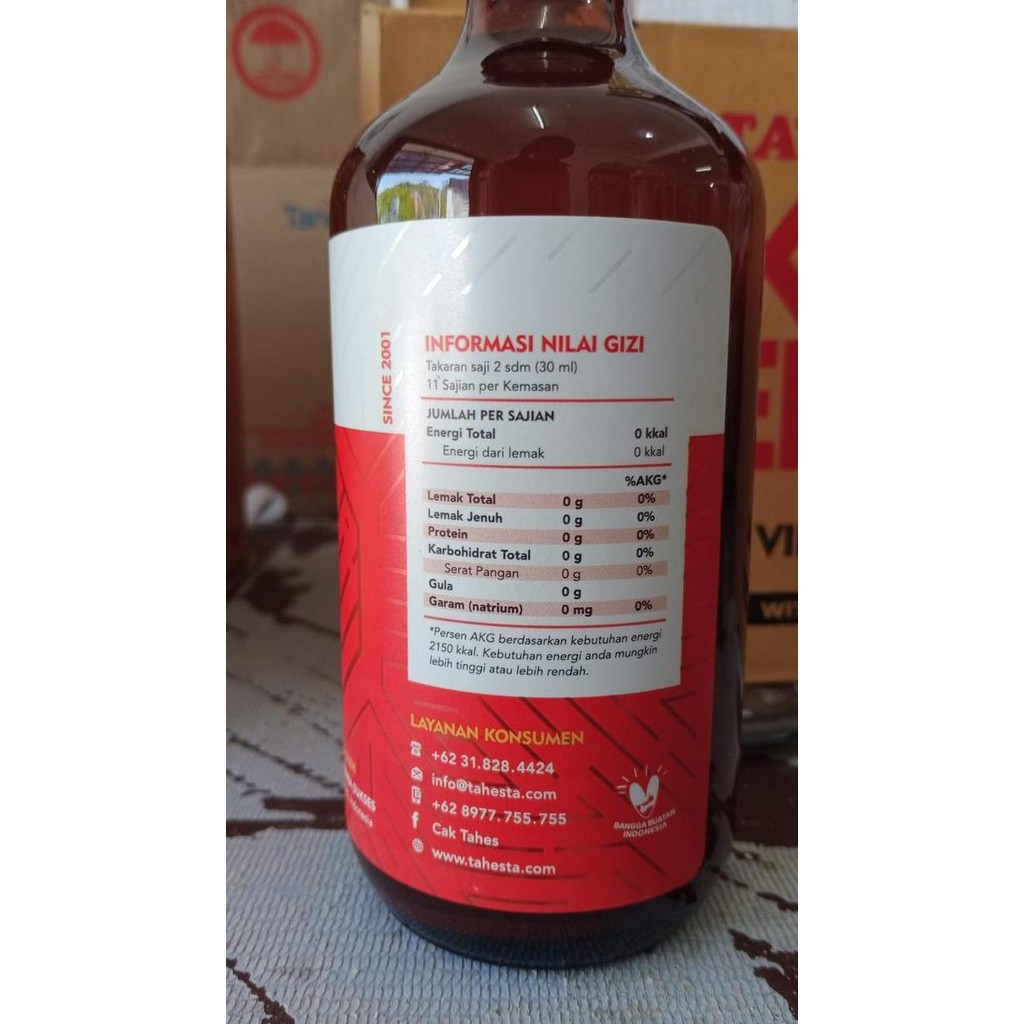 SINCE 2001
INFORMASI NILAI GIZI
Takaran saji 2 sdm (30 ml)
11 Sajian per Kemasan
JUMLAH PER SAJIAN
Energi Total 0 kkal
Energi dari lemak 0 kkal
%AKG*
Lemak Total 0 g 0%
Lemak Jenuh 0 g 0%
Protein 0 g 0%
Karbohidrat Total 0 g 0%
Serat Pangan 0 g 0%
Gula 0 g
Garam (natrium) 0 mg 0%
*Persen AKG berdasarkan kebutuhan energi
2150 kkal. Kebutuhan energi anda mungkin
lebih tinggi atau lebih rendah.
LAYANAN KONSUMEN
+62 31.828.4424
info@tahesta.com
+62 8977.755.755
Cak Tahes
www.tahesta.com
BANGGA BUATAN
INDONESIA